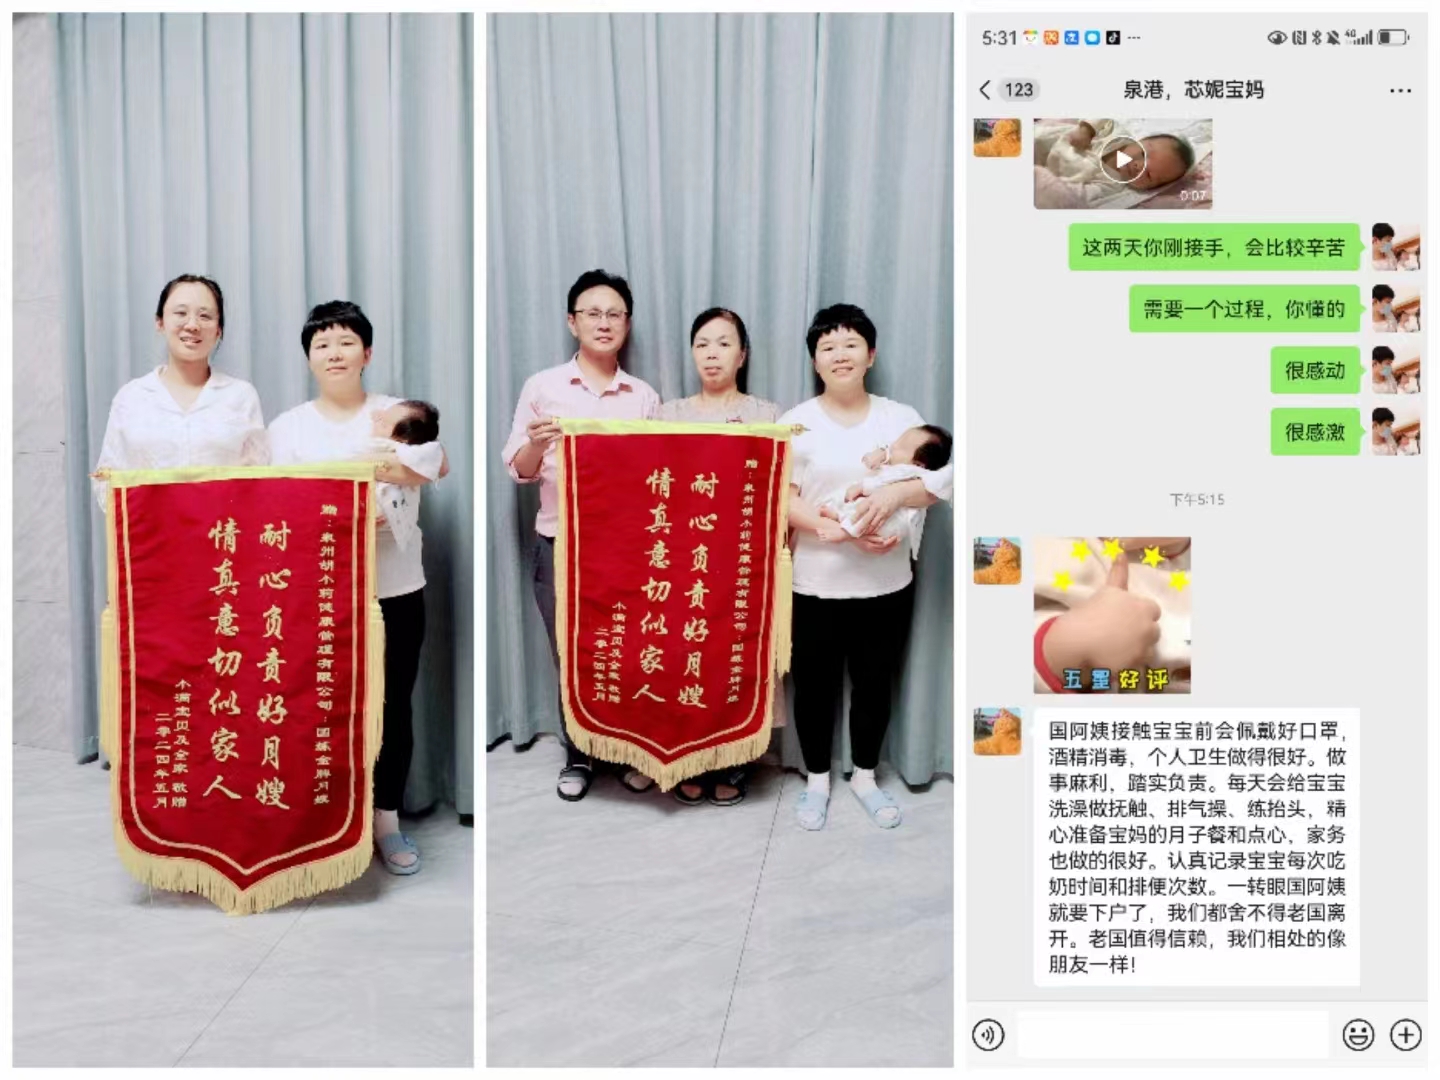 赠：泉州胡小莉健康管理有限公司：国练金牌月嫂
耐心负责好月嫂
情真意切似家人
小满宝贝及全家敬赠
二零二四年五月
赠：泉州胡小莉健康管理有限公司：国练金牌月嫂
耐心负责好月嫂
情真意切似家人
小满宝贝及全家敬赠
二零二四年五月
5:31
4G
123
泉港，芯妮宝妈
0:07
这两天你刚接手，会比较辛苦
需要一个过程，你懂的
很感动
很感激
下午5:15
五星好评
国阿姨接触宝宝前会佩戴好口罩，
酒精消毒，个人卫生做得很好。做
事麻利，踏实负责。每天会给宝宝
洗澡做抚触、排气操、练抬头，精
心准备宝妈的月子餐和点心，家务
也做的很好。认真记录宝宝每次吃
奶时间和排便次数。一转眼国阿姨
就要下户了，我们都舍不得老国离
开。老国值得信赖，我们相处的像
朋友一样！